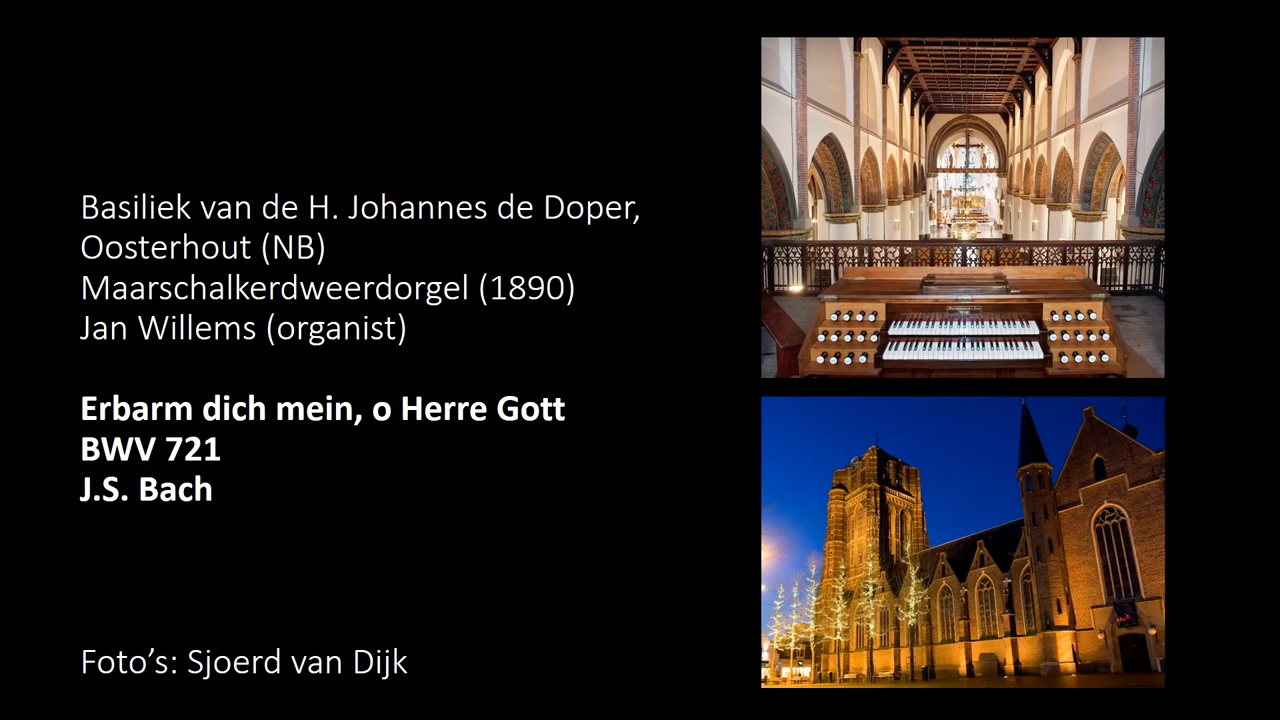 Basiliek van de H. Johannes de Doper,
Oosterhout (NB)
Maarschalkerdweerdorgel (1890)
Jan Willems (organist)
Erbarm dich mein, o Herre Gott
BWV 721
J.S. Bach
Foto’s: Sjoerd van Dijk